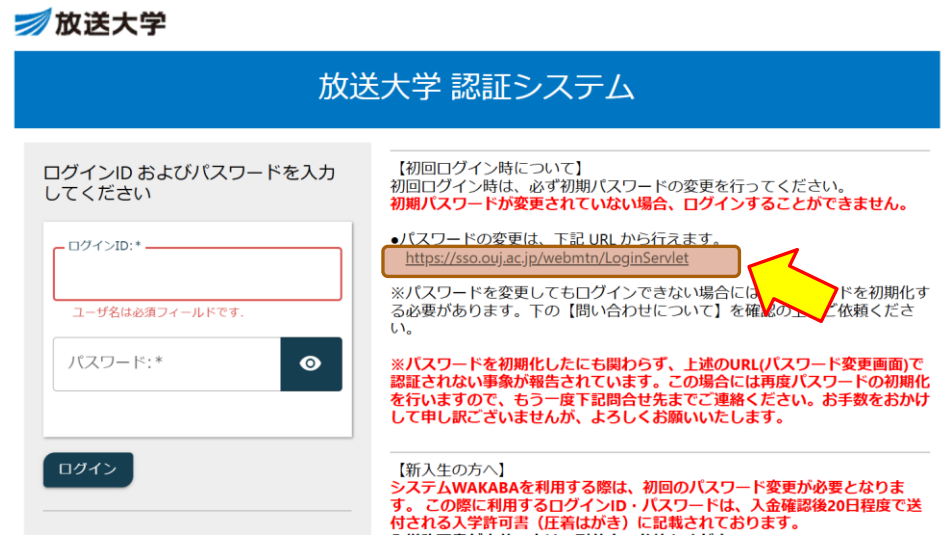 放送大学
放送大学 認証システム
ログインID およびパスワードを入力
してください
ログインID:*
ユーザ名は必須フィールドです.
パスワード:*
ログイン
【初回ログイン時について】
初回ログイン時は、必ず初期パスワードの変更を行ってください。
初期パスワードが変更されていない場合、ログインすることができません。
●パスワードの変更は、下記 URL から行えます。
https://sso.ouj.ac.jp/webmtn/LoginServlet
※パスワードを変更してもログインできない場合には ドを初期化す
る必要があります。下の【問い合わせについて】を確認の上 ご依頼くださ
い。
※パスワードを初期化したにも関わらず、上述のURL(パスワード変更画面)で
認証されない事象が報告されています。この場合には再度パスワードの初期化
を行いますので、もう一度下記問合せ先までご連絡ください。お手数をおかけ
して申し訳ございませんが、よろしくお願いいたします。
【新入生の方へ】
システムWAKABAを利用する際は、初回のパスワード変更が必要となりま
す。 この際に利用するログインID・パスワードは、入金確認後20日程度で送
付される入学許可書（圧着はがき）に記載されております。